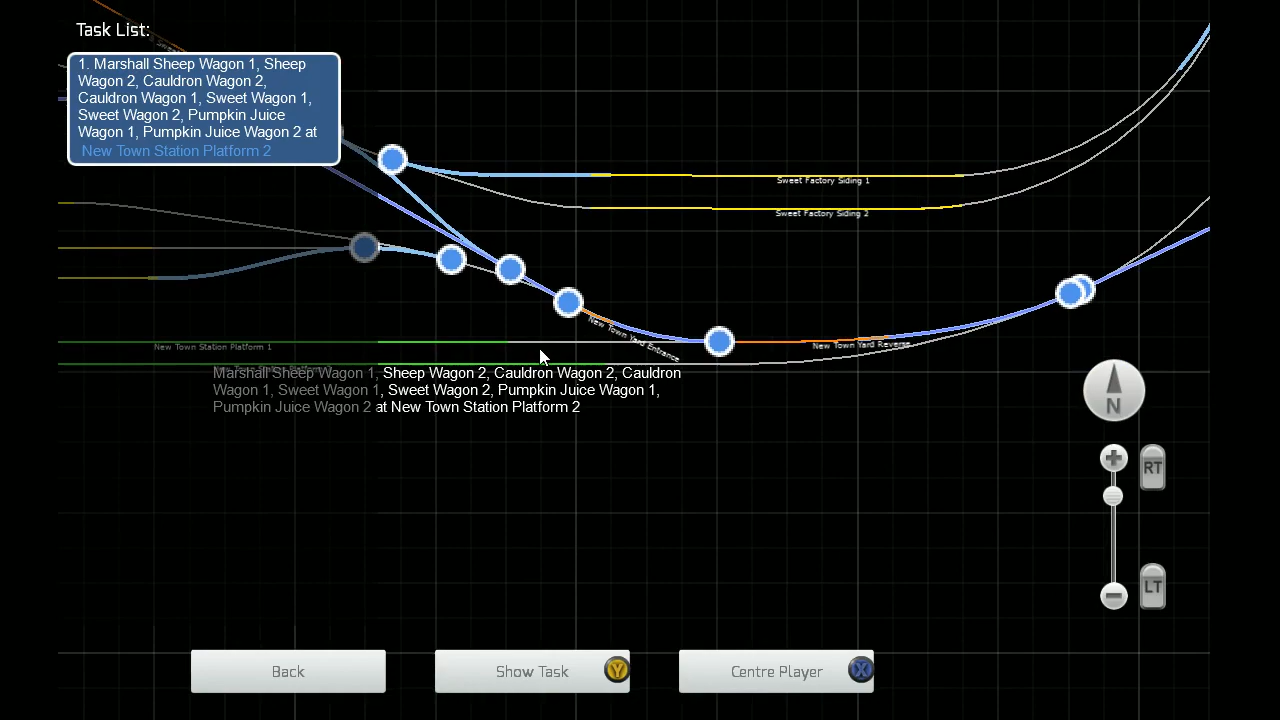 Task List:
1. Marshall Sheep Wagon 1, Sheep
Wagon 2, Cauldron Wagon 2,
Cauldron Wagon 1, Sweet Wagon 1,
Sweet Wagon 2, Pumpkin Juice
Wagon 1, Pumpkin Juice Wagon 2 at
New Town Station Platform 2
Sweet Factory Siding 1
Sweet Factory Siding 2
New Town Yard Entrance
New Town Yard Reverse
New Town Station Platform 1
Marshall Sheep Wagon 1, Sheep Wagon 2, Cauldron Wagon 2, Cauldron
Wagon 1, Sweet Wagon 1, Sweet Wagon 2, Pumpkin Juice Wagon 1,
Pumpkin Juice Wagon 2 at New Town Station Platform 2
N
RT
LT
Back
Show Task
Y
Centre Player
X